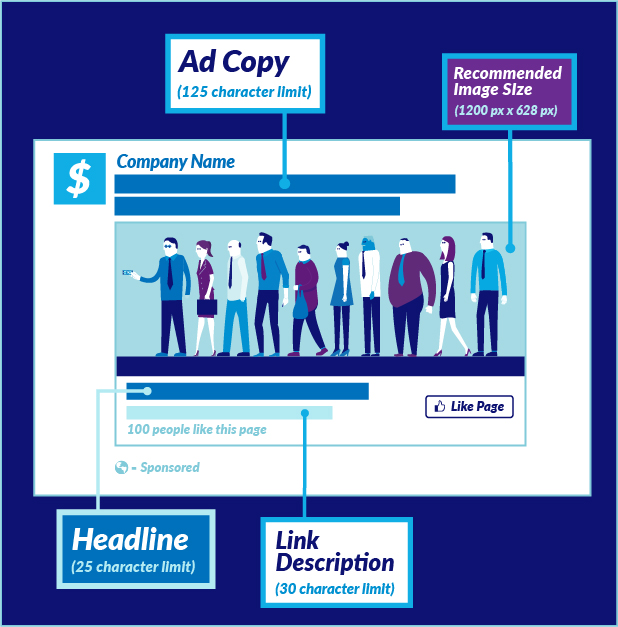 Ad Copy
(125 character limit)
Recommended
Image Size
(1200 px x 628 px)
$
Company Name
Like Page
100 people like this page
= Sponsored
Headline
(25 character limit)
Link
Description
(30 character limit)